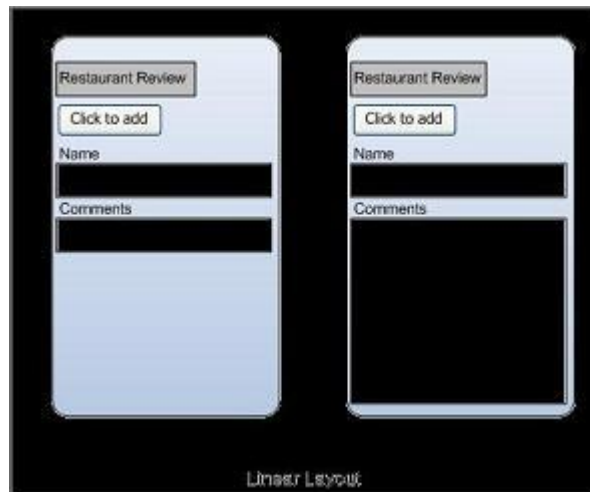 Restaurant Review
Click to add
Name
Comments
Restaurant Review
Click to add
Name
Comments
Linear Layout